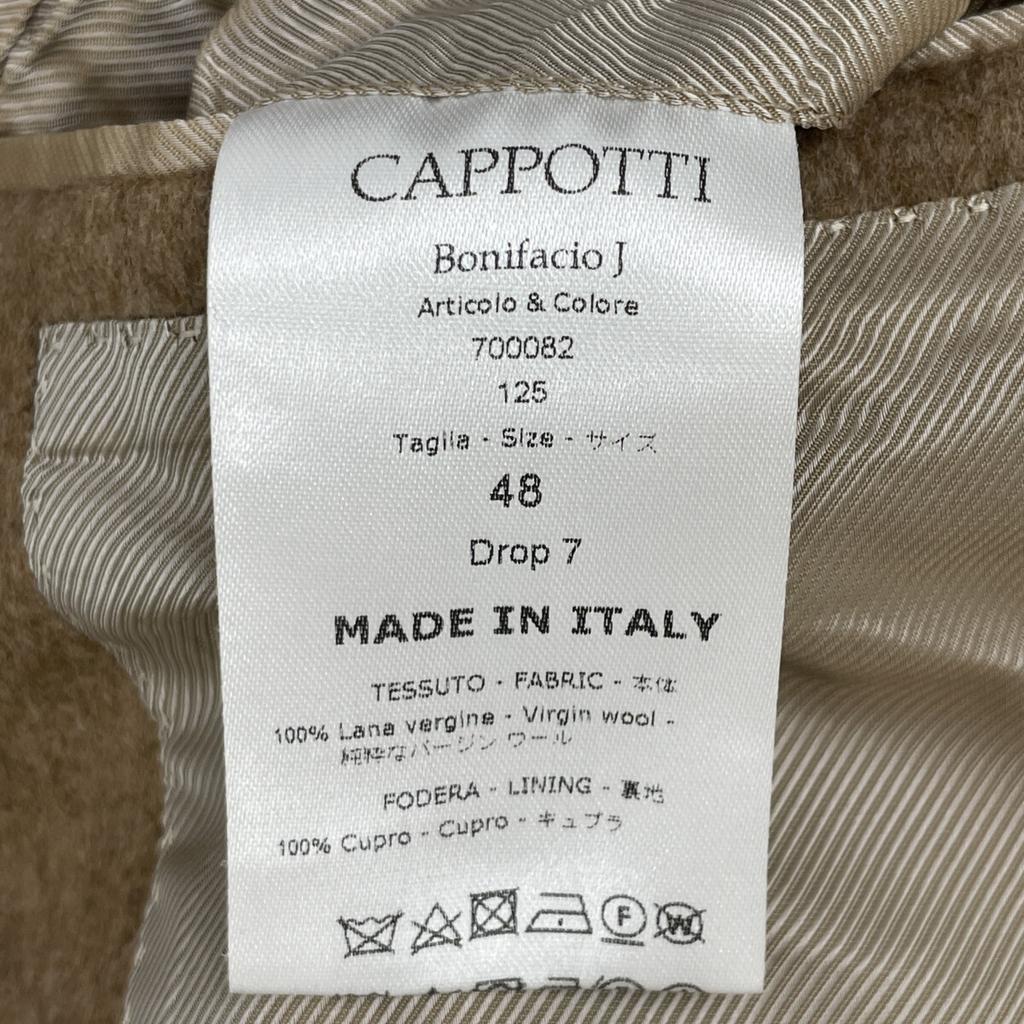 CAPPOTTI
Bonifacio J
Articolo & Colore
700082
125
Taglia - Size - サイズ
48
Drop 7
MADE IN ITALY
TESSUTO - FABRIC - 本体
100% Lana vergine - Virgin wool -
純粋なバージン ウール
FODERA - LINING - 裏地
100% Cupro - Cupro - キュプラ
F W